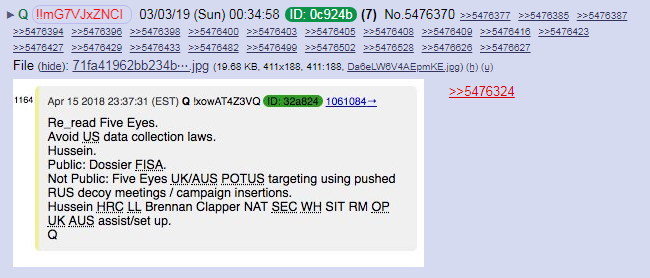 ▶ Q !!mG7VJxZNCI 03/03/19 (Sun) 00:34:58 ID: 0c924b (7) No.5476370 >>5476377 >>5476385 >>5476387
>>5476394 >>5476396 >>5476398 >>5476400 >>5476403 >>5476405 >>5476408 >>5476409 >>5476416 >>5476423
>>5476427 >>5476429 >>5476433 >>5476482 >>5476499 >>5476502 >>5476528 >>5476626 >>5476627
File (hide): 71fa41962bb234b⋯.jpg (19.68 KB, 411x188, 411:188, Da6eLW6V4AEpmKE.jpg) (h) (u)
>>5476324
1164 Apr 15 2018 23:37:31 (EST) Q !xowAT4Z3VQ ID: 32a824 1061084→
Re_read Five Eyes.
Avoid US data collection laws.
Hussein.
Public: Dossier FISA.
Not Public: Five Eyes UK/AUS POTUS targeting using pushed
RUS decoy meetings / campaign insertions.
Hussein HRC LL Brennan Clapper NAT SEC WH SIT RM OP
UK AUS assist/set up.
Q